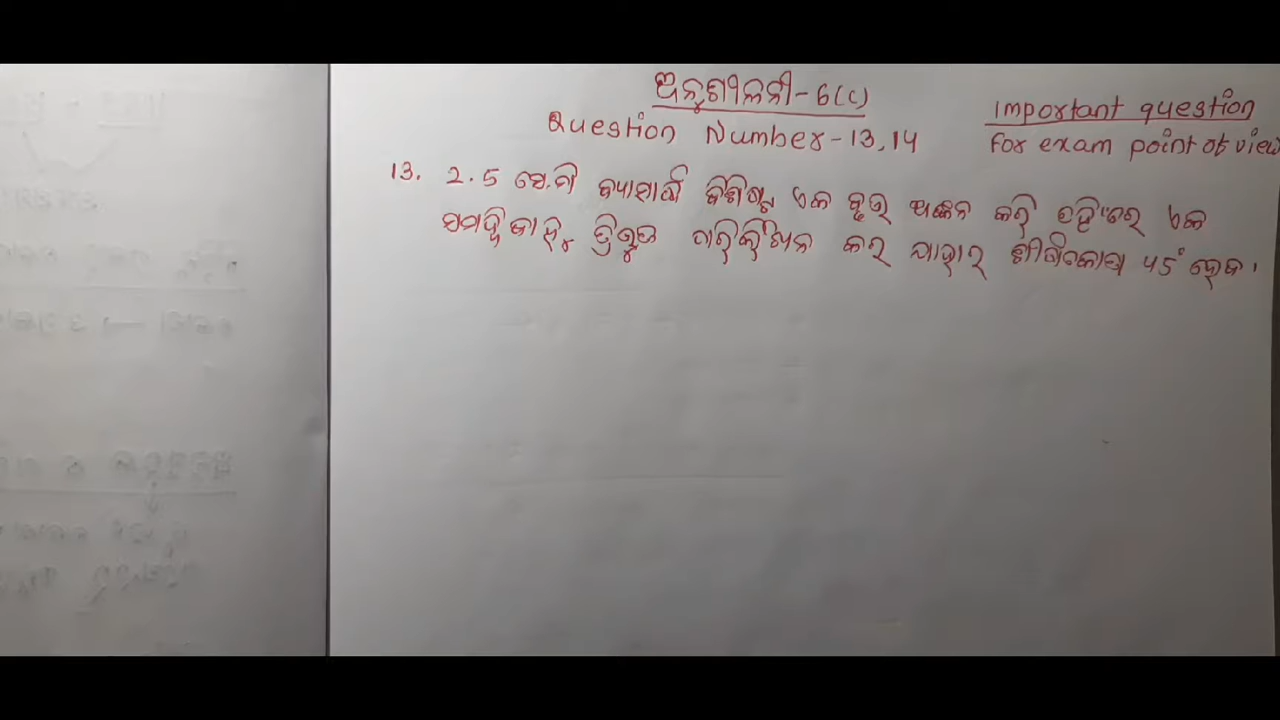 ଅନୁଶୀଳନୀ - 6(c)
Question Number - 13, 14
Important question
For exam point of view
13. 2.5 ସେ.ମି ବ୍ୟାସାର୍ଦ୍ଧ ବିଶିଷ୍ଟ ଏକ ବୃତ୍ତ ଅଙ୍କନ କରି ତହିଁରେ ଏକ
ସମଦ୍ୱିବାହୁ ତ୍ରିଭୁଜ ପରିଲିଖନ କର ଯାହାର ଶୀର୍ଷକୋଣ 45° ହେବ ।